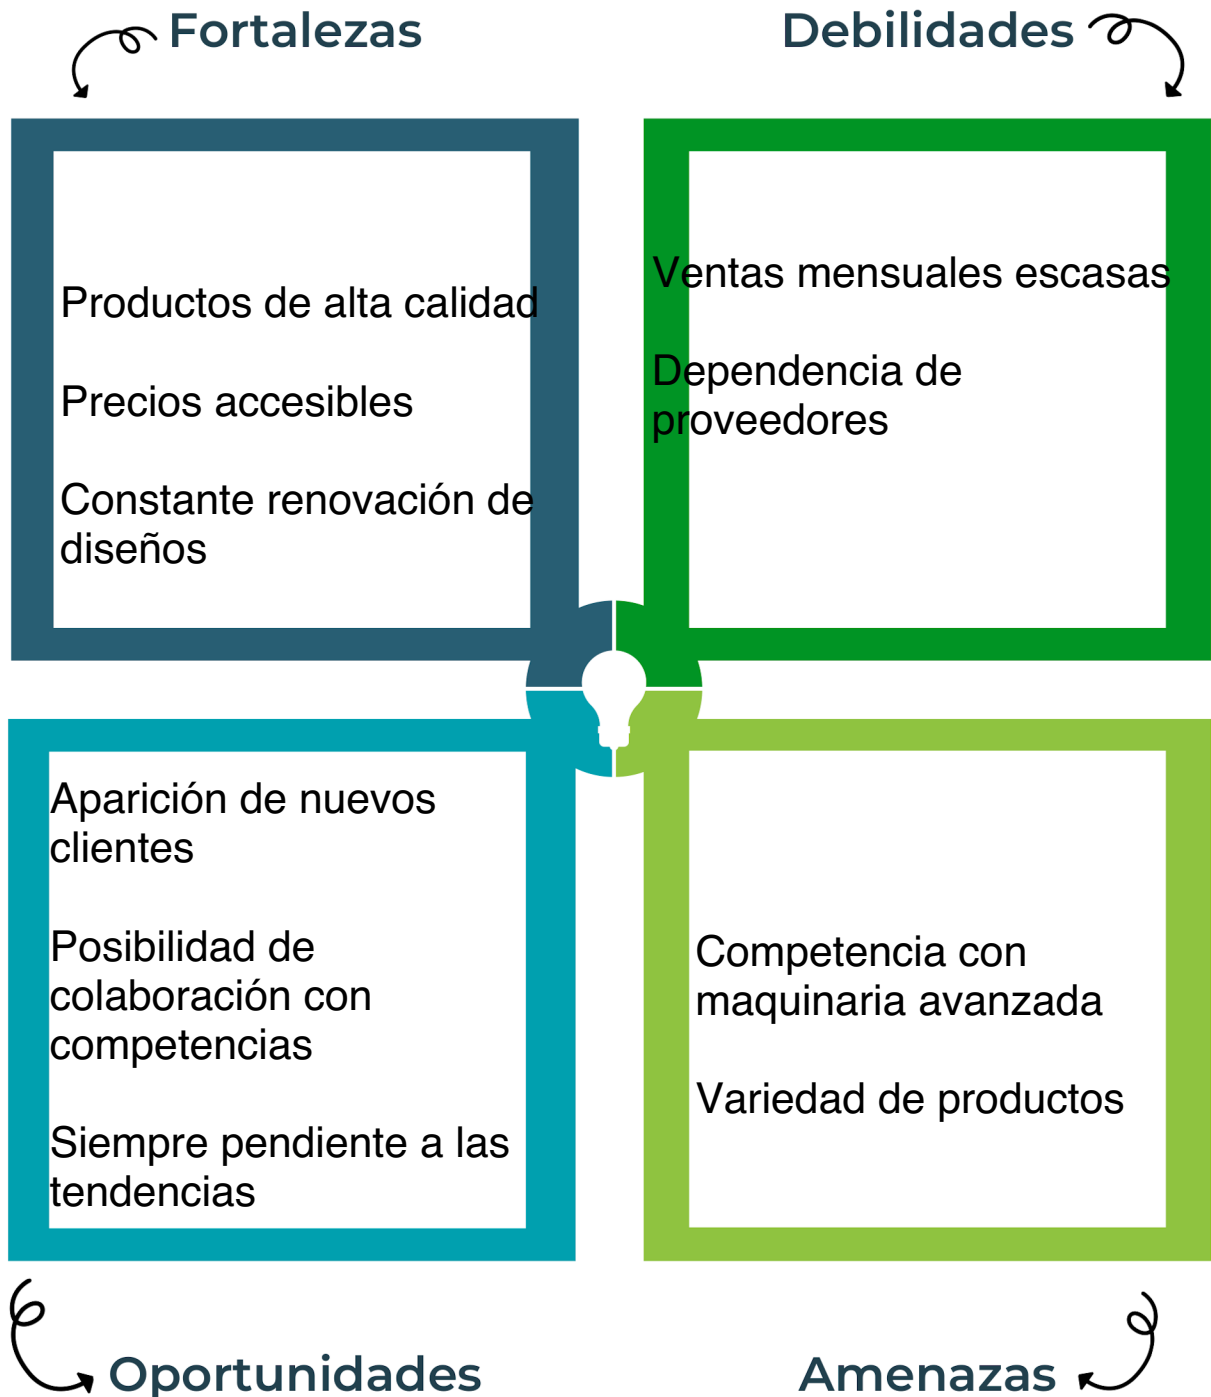 Fortalezas
Productos de alta calidad
Precios accesibles
Constante renovación de
diseños
Debilidades
Ventas mensuales escasas
Dependencia de
proveedores
Aparición de nuevos
clientes
Posibilidad de
colaboración con
competencias
Siempre pendiente a las
tendencias
Oportunidades
Competencia con
maquinaria avanzada
Variedad de productos
Amenazas